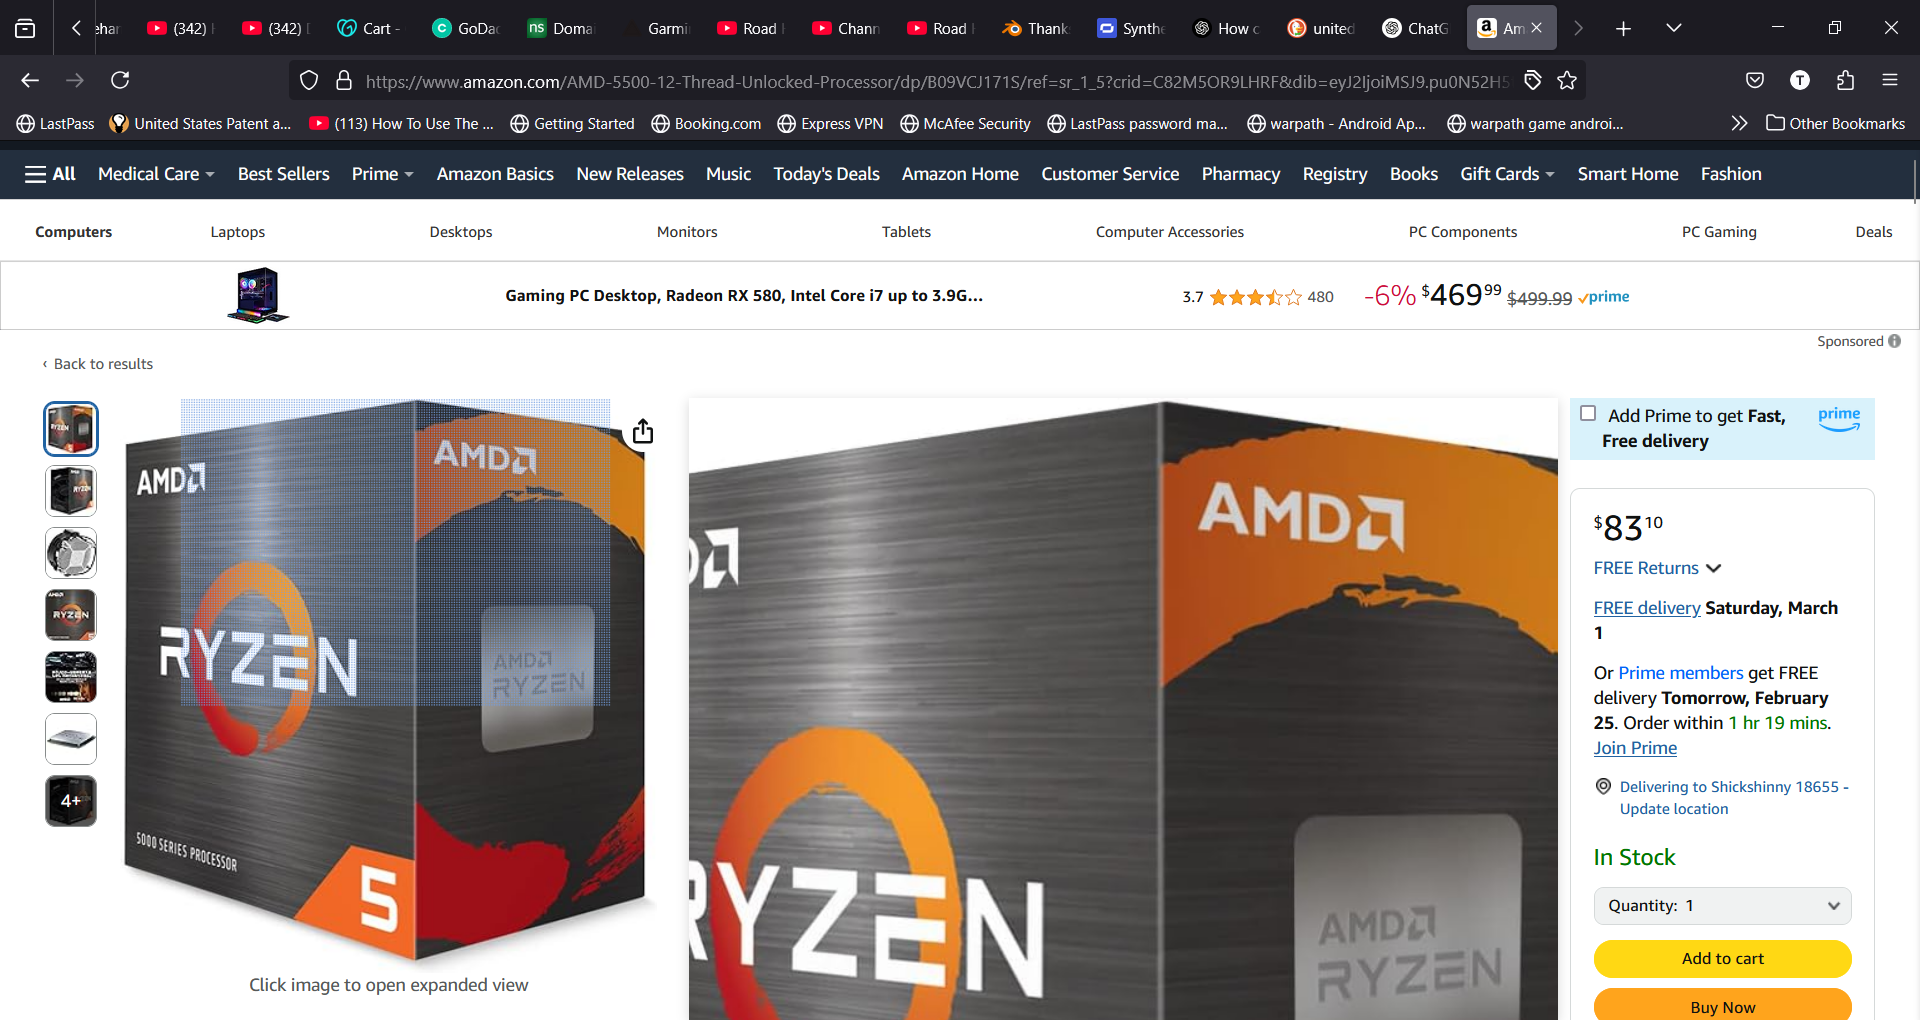 (342)
(342)
Cart -
GoDad
Domai
Garmi
Road
Chann
Road
Thank
Synthe
How c
united
ChatG
Am
https://www.amazon.com/AMD-5500-12-Thread-Unlocked-Processor/dp/B09VCJ171S/ref=sr_1_5?crid=C82M5OR9LHRF&dib=eyJ2IjoiMSJ9.pu0N52H5
T
LastPass
United States Patent a...
(113) How To Use The ...
Getting Started
Booking.com
Express VPN
McAfee Security
LastPass password ma...
warpath - Android Ap...
warpath game androi...
Other Bookmarks
All
Medical Care
Best Sellers
Prime
Amazon Basics
New Releases
Music
Today's Deals
Amazon Home
Customer Service
Pharmacy
Registry
Books
Gift Cards
Smart Home
Fashion
Computers
Laptops
Desktops
Monitors
Tablets
Computer Accessories
PC Components
PC Gaming
Deals
Gaming PC Desktop, Radeon RX 580, Intel Core i7 up to 3.9G...
3.7
480
-6% $469 99 $499.99 prime
Sponsored
‹ Back to results
AMD
AMD
RYZEN
AMD
RYZEN
5000 SERIES PROCESSOR
5
4+
Click image to open expanded view
AMD
RYZEN
AMD
RYZEN
Add Prime to get Fast,
Free delivery
prime
$83 10
FREE Returns
FREE delivery Saturday, March
1
Or Prime members get FREE
delivery Tomorrow, February
25. Order within 1 hr 19 mins.
Join Prime
Delivering to Shickshinny 18655 -
Update location
In Stock
Quantity: 1
Add to cart
Buy Now